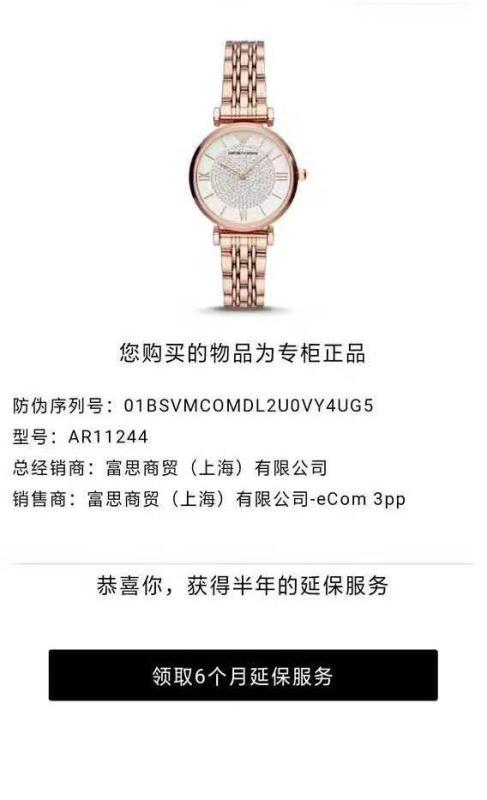 EMPORIO ARMANI
您购买的物品为专柜正品
防伪序列号：01BSVMCOMDL2U0VY4UG5
型号：AR11244
总经销商：富思商贸（上海）有限公司
销售商：富思商贸（上海）有限公司-eCom 3pp
恭喜你，获得半年的延保服务
领取6个月延保服务